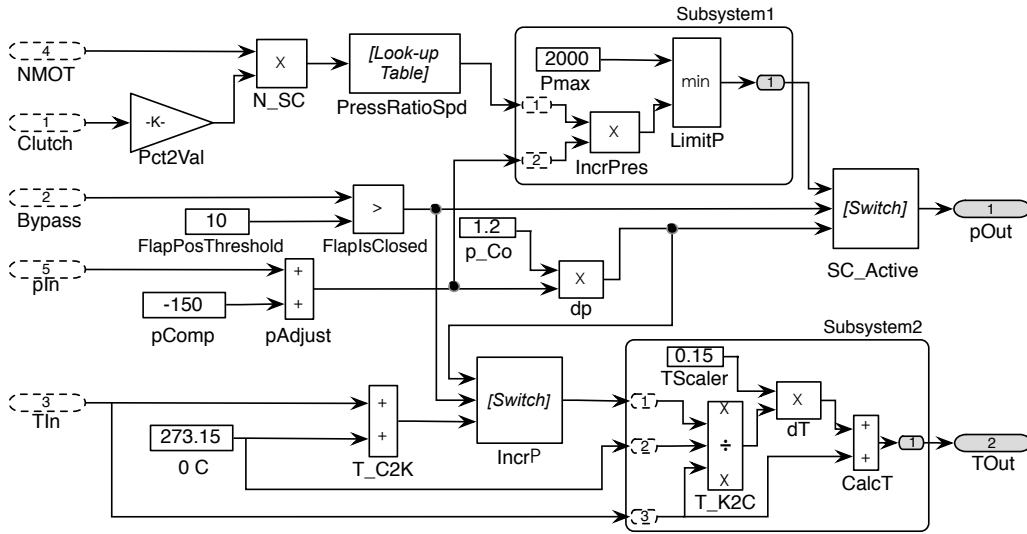 Subsystem1
4
NMOT
X
N_SC
[Look-up
Table]
PressRatioSpd
2000
Pmax
min
LimitP
1
1
X
IncrPres
2
1
Clutch
-K-
Pct2Val
2
Bypass
10
FlapPosThreshold
>
FlapIsClosed
1.2
p_Co
X
dp
[Switch]
SC_Active
1
pOut
5
pIn
-150
pComp
+
+
pAdjust
Subsystem2
3
TIn
273.15
0 C
+
+
T_C2K
[Switch]
IncrP
0.15
TScaler
1
2
3
X
÷
X
T_K2C
X
dT
+
+
CalcT
1
2
TOut